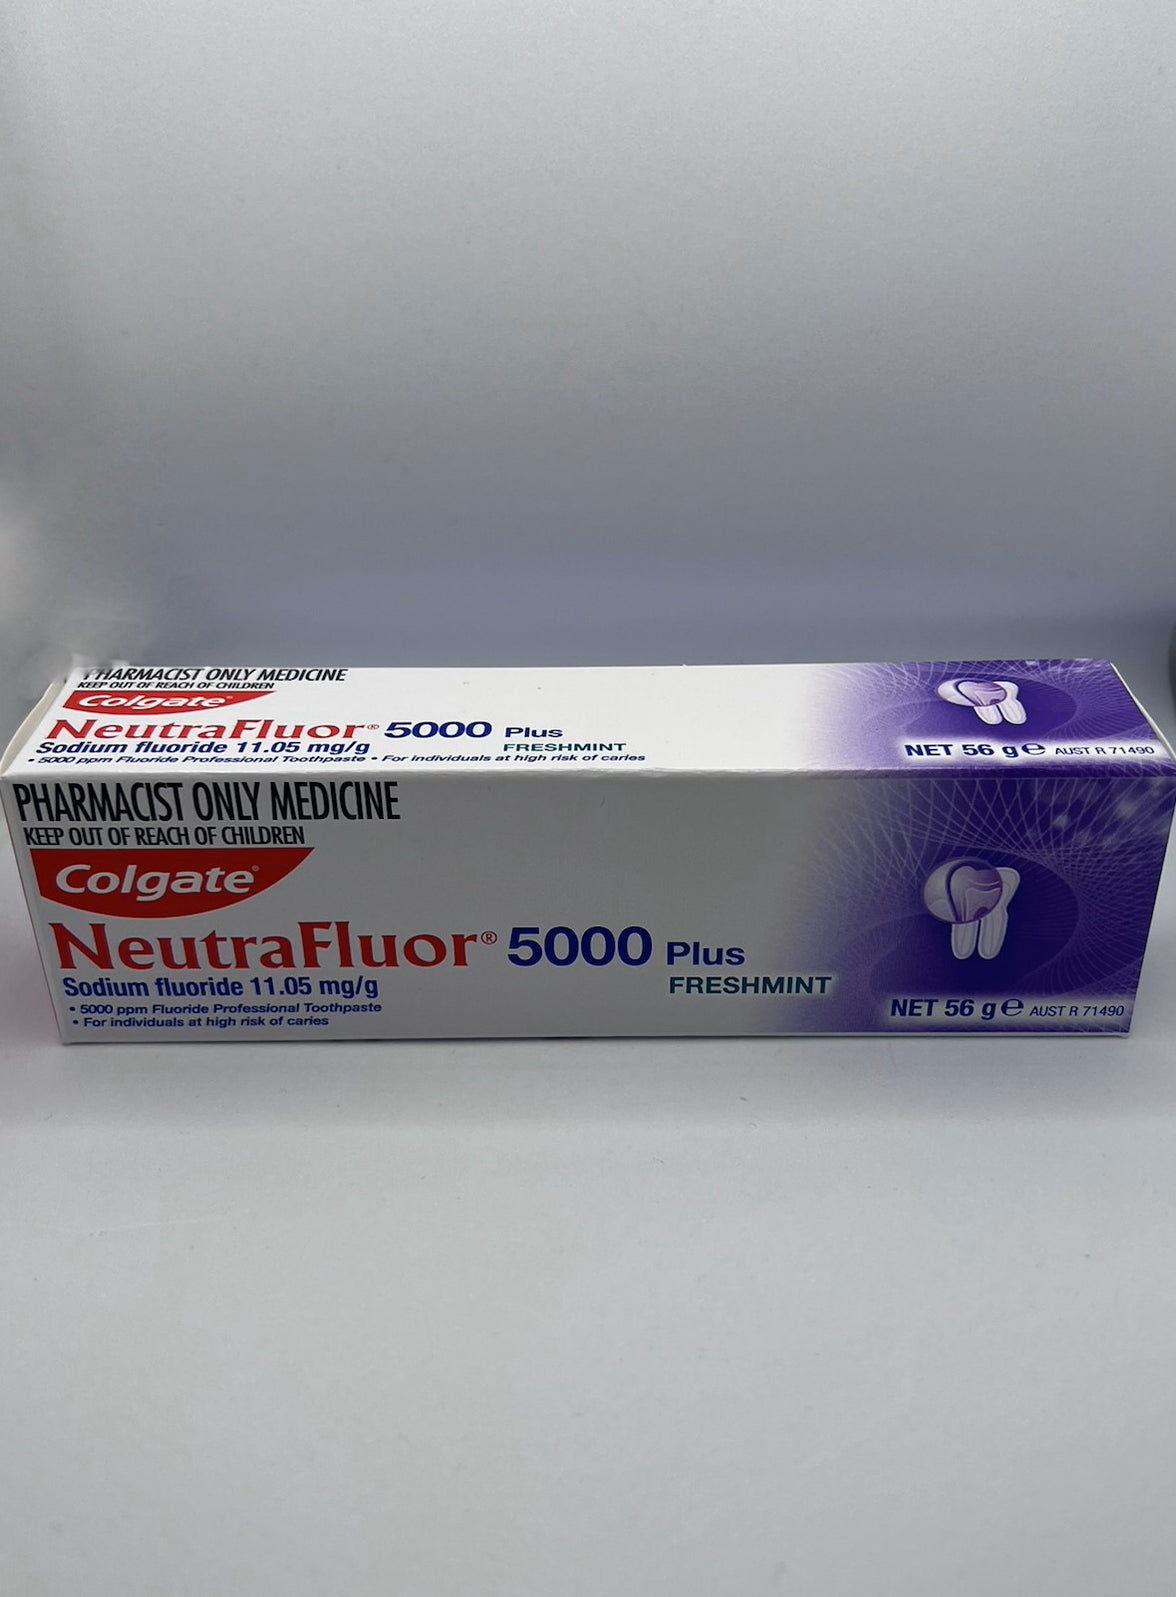 PHARMACIST ONLY MEDICINE
KEEP OUT OF REACH OF CHILDREN
Colgate®
NeutraFluor® 5000 Plus
Sodium fluoride 11.05 mg/g
FRESHMINT
• 5000 ppm Fluoride Professional Toothpaste • For individuals at high risk of caries
NET 56 g℮ AUST R 71490
PHARMACIST ONLY MEDICINE
KEEP OUT OF REACH OF CHILDREN
Colgate®
NeutraFluor® 5000 Plus
Sodium fluoride 11.05 mg/g
FRESHMINT
• 5000 ppm Fluoride Professional Toothpaste
• For individuals at high risk of caries
NET 56 g℮ AUST R 71490